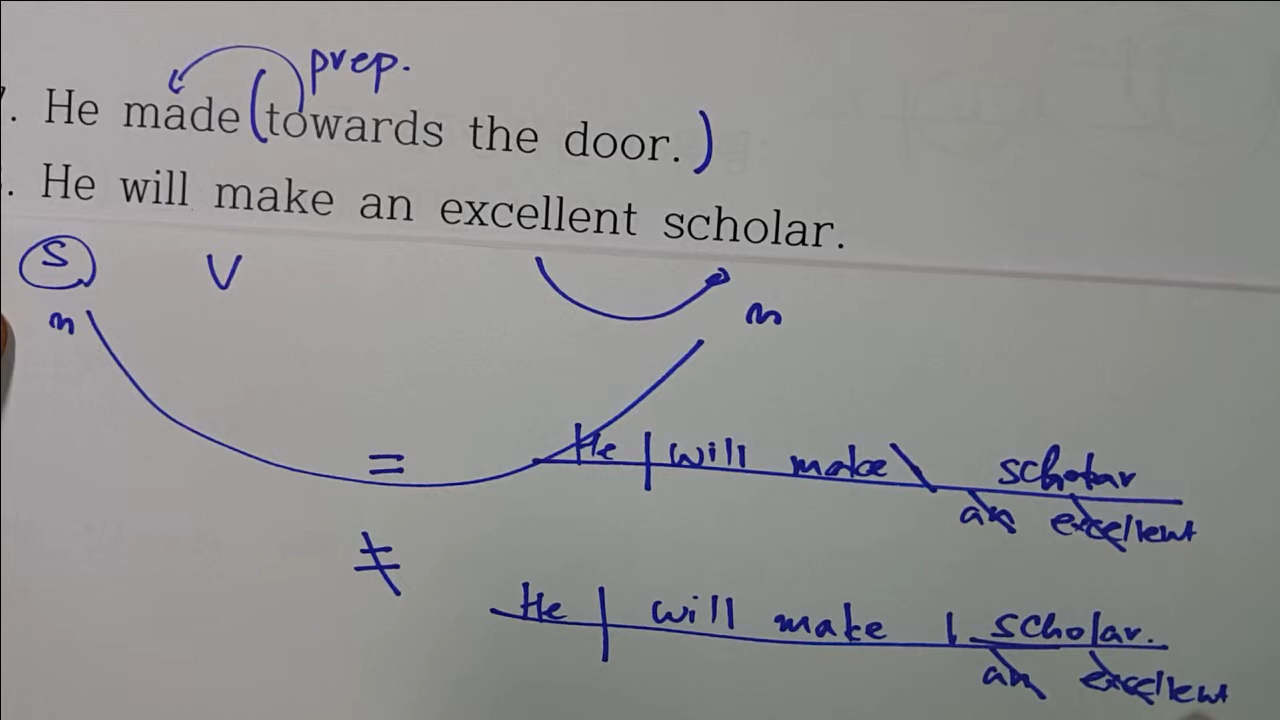 prep.
. He made (towards the door.)
. He will make an excellent scholar.
S V
n n
=
He | will make \ scholar
an excellent
≠
He | will make | scholar.
an excellent